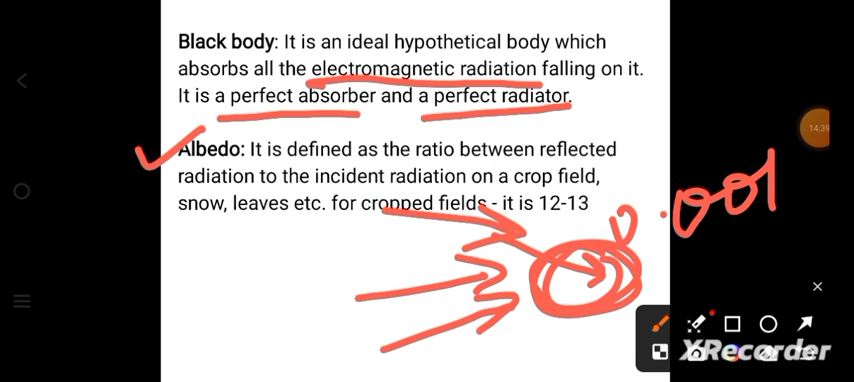 Black body: It is an ideal hypothetical body which
absorbs all the electromagnetic radiation falling on it.
It is a perfect absorber and a perfect radiator.
Albedo: It is defined as the ratio between reflected
radiation to the incident radiation on a crop field,
snow, leaves etc. for cropped fields - it is 12-13
0.001
14:39
XRecorder